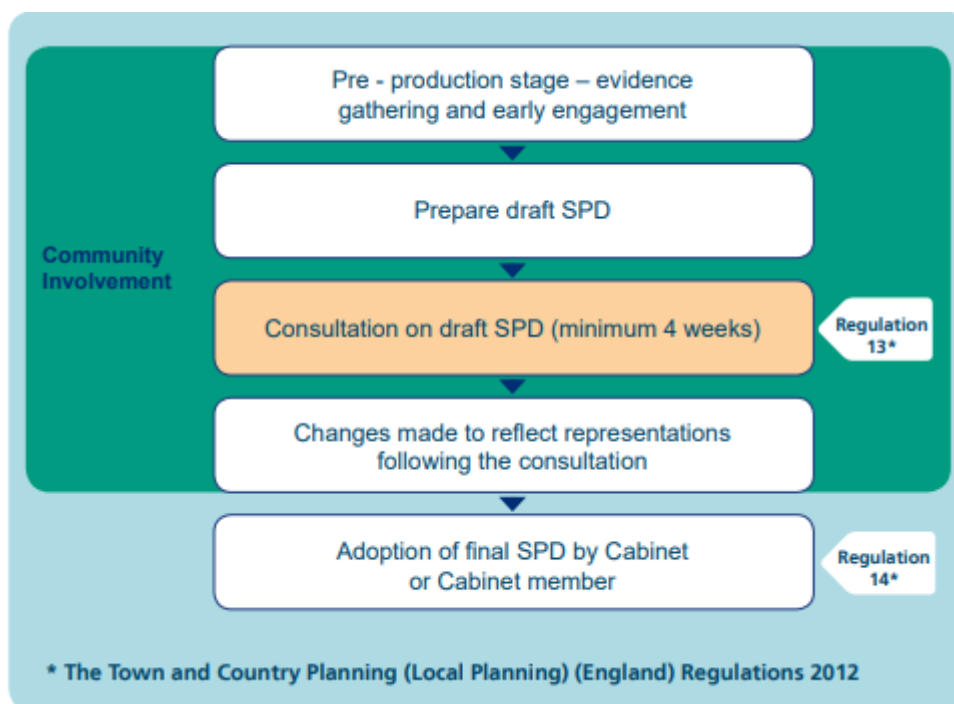 Pre - production stage – evidence
gathering and early engagement
Prepare draft SPD
Community
Involvement
Consultation on draft SPD (minimum 4 weeks)
Regulation
13*
Changes made to reflect representations
following the consultation
Adoption of final SPD by Cabinet
or Cabinet member
Regulation
14*
* The Town and Country Planning (Local Planning) (England) Regulations 2012